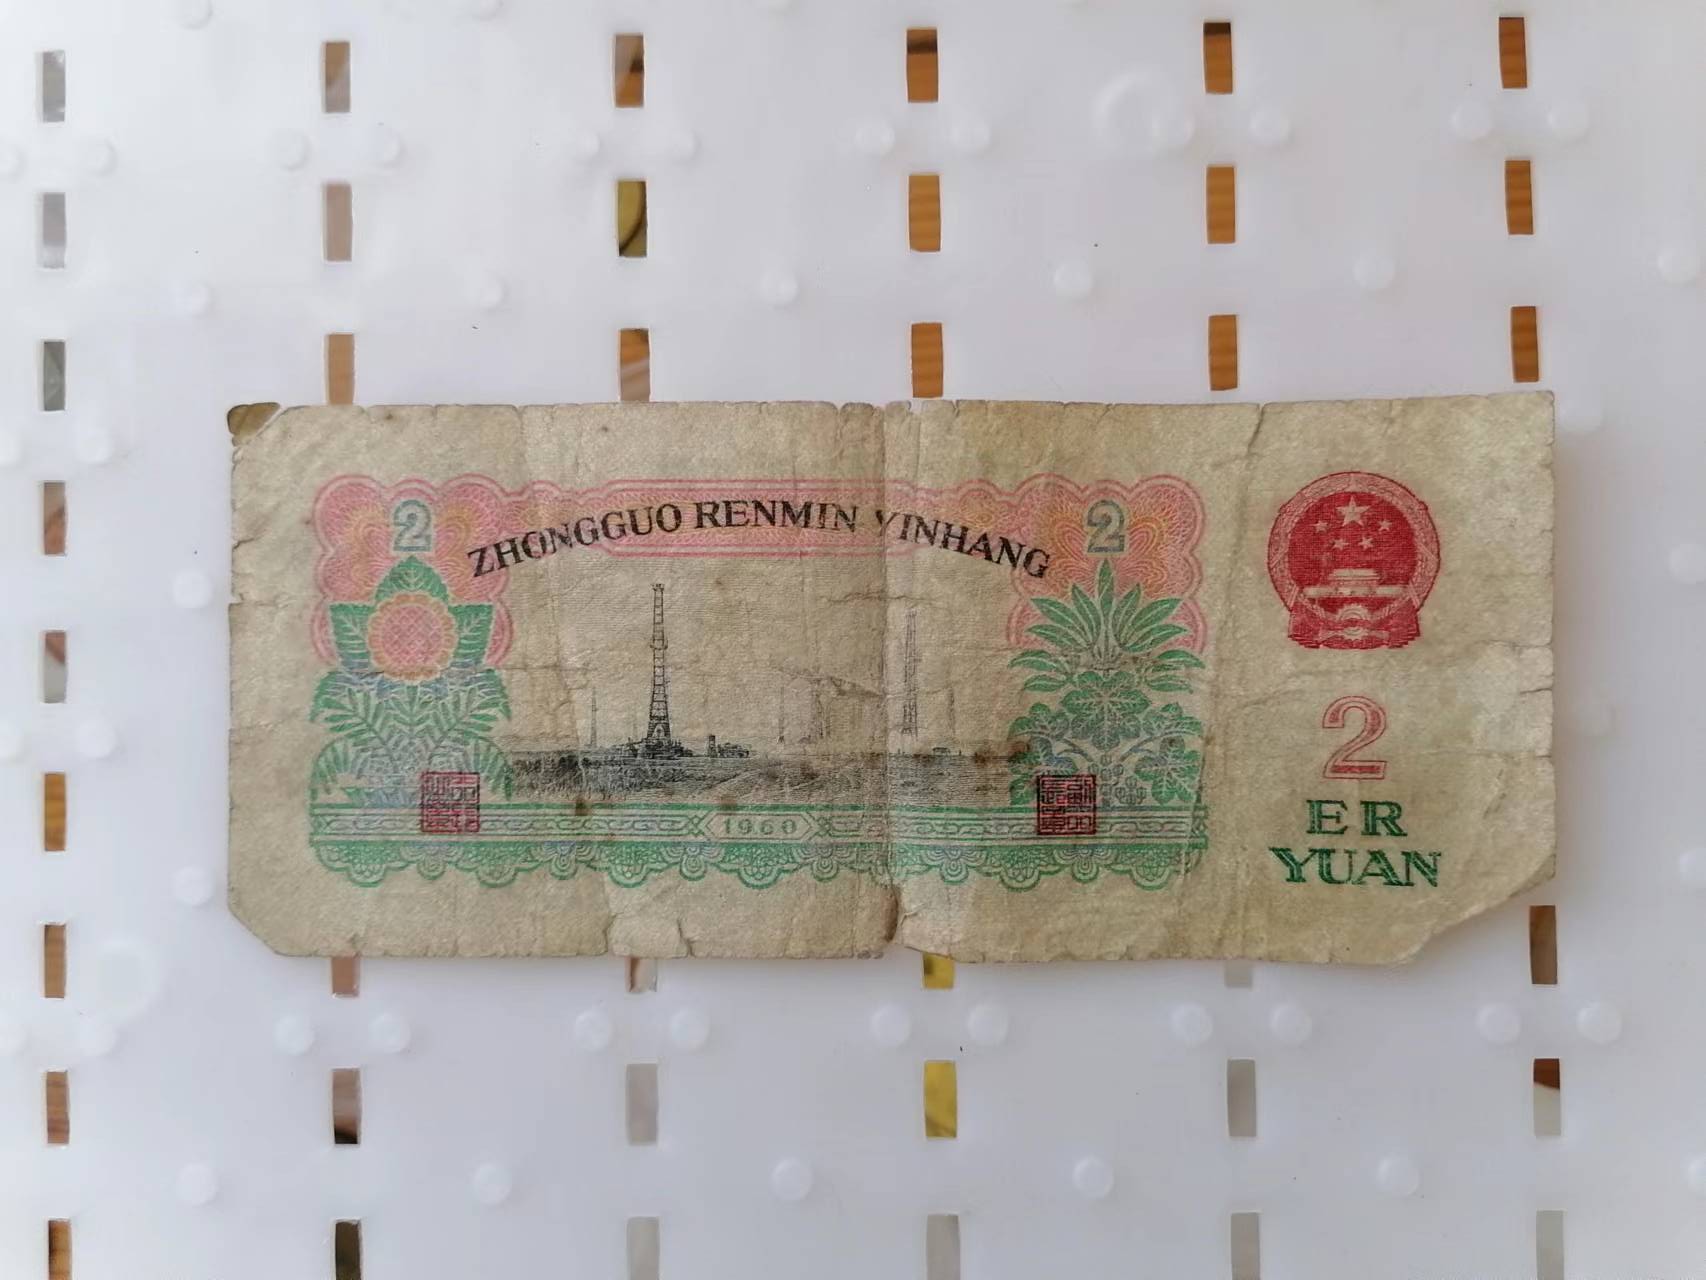 2
2
ZHONGGUO RENMIN YINHANG
1960
2
ER
YUAN